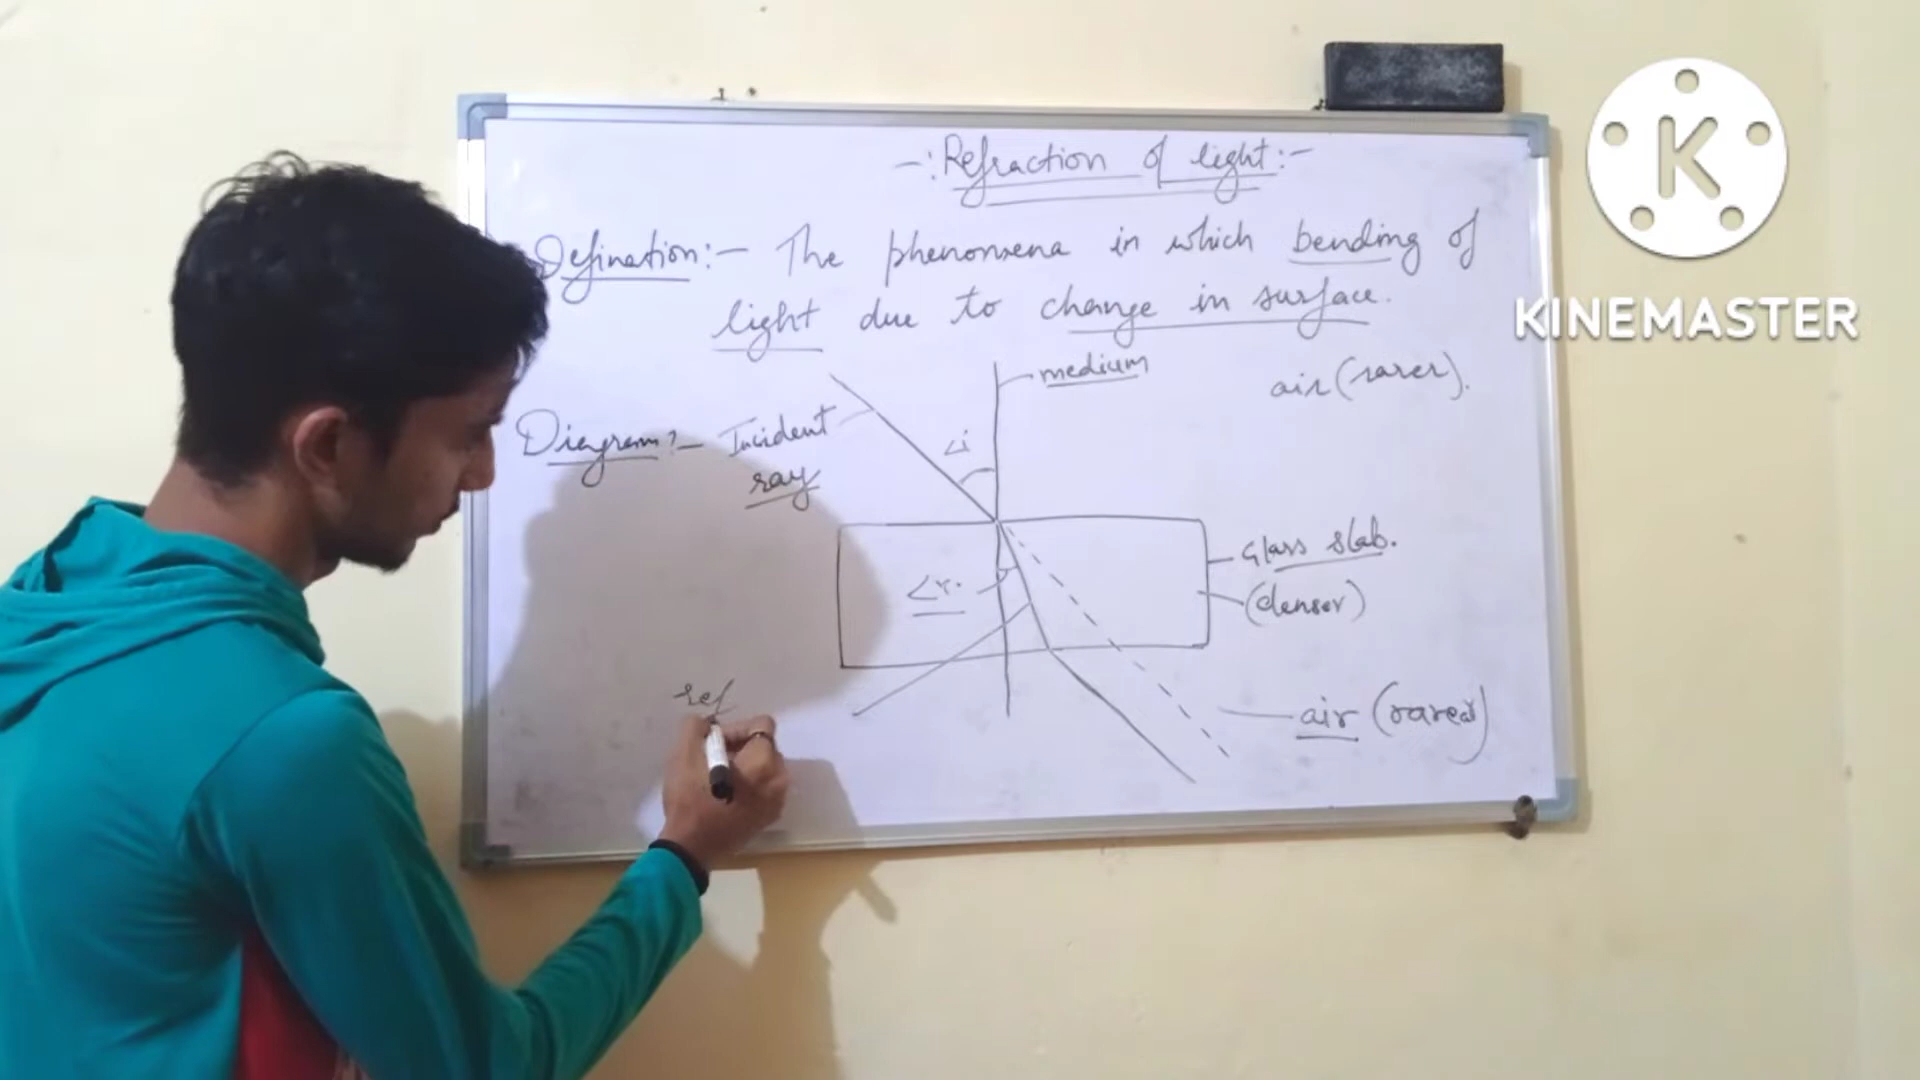 -: Refraction of light :-
Defination:- The phenomena in which bending of
light due to change in surface.
medium
air (rarer).
Diagram:- Incident
ray
∠i
Glass slab.
(denser)
∠r.
ref
air (rarer)
K
KINEMASTER